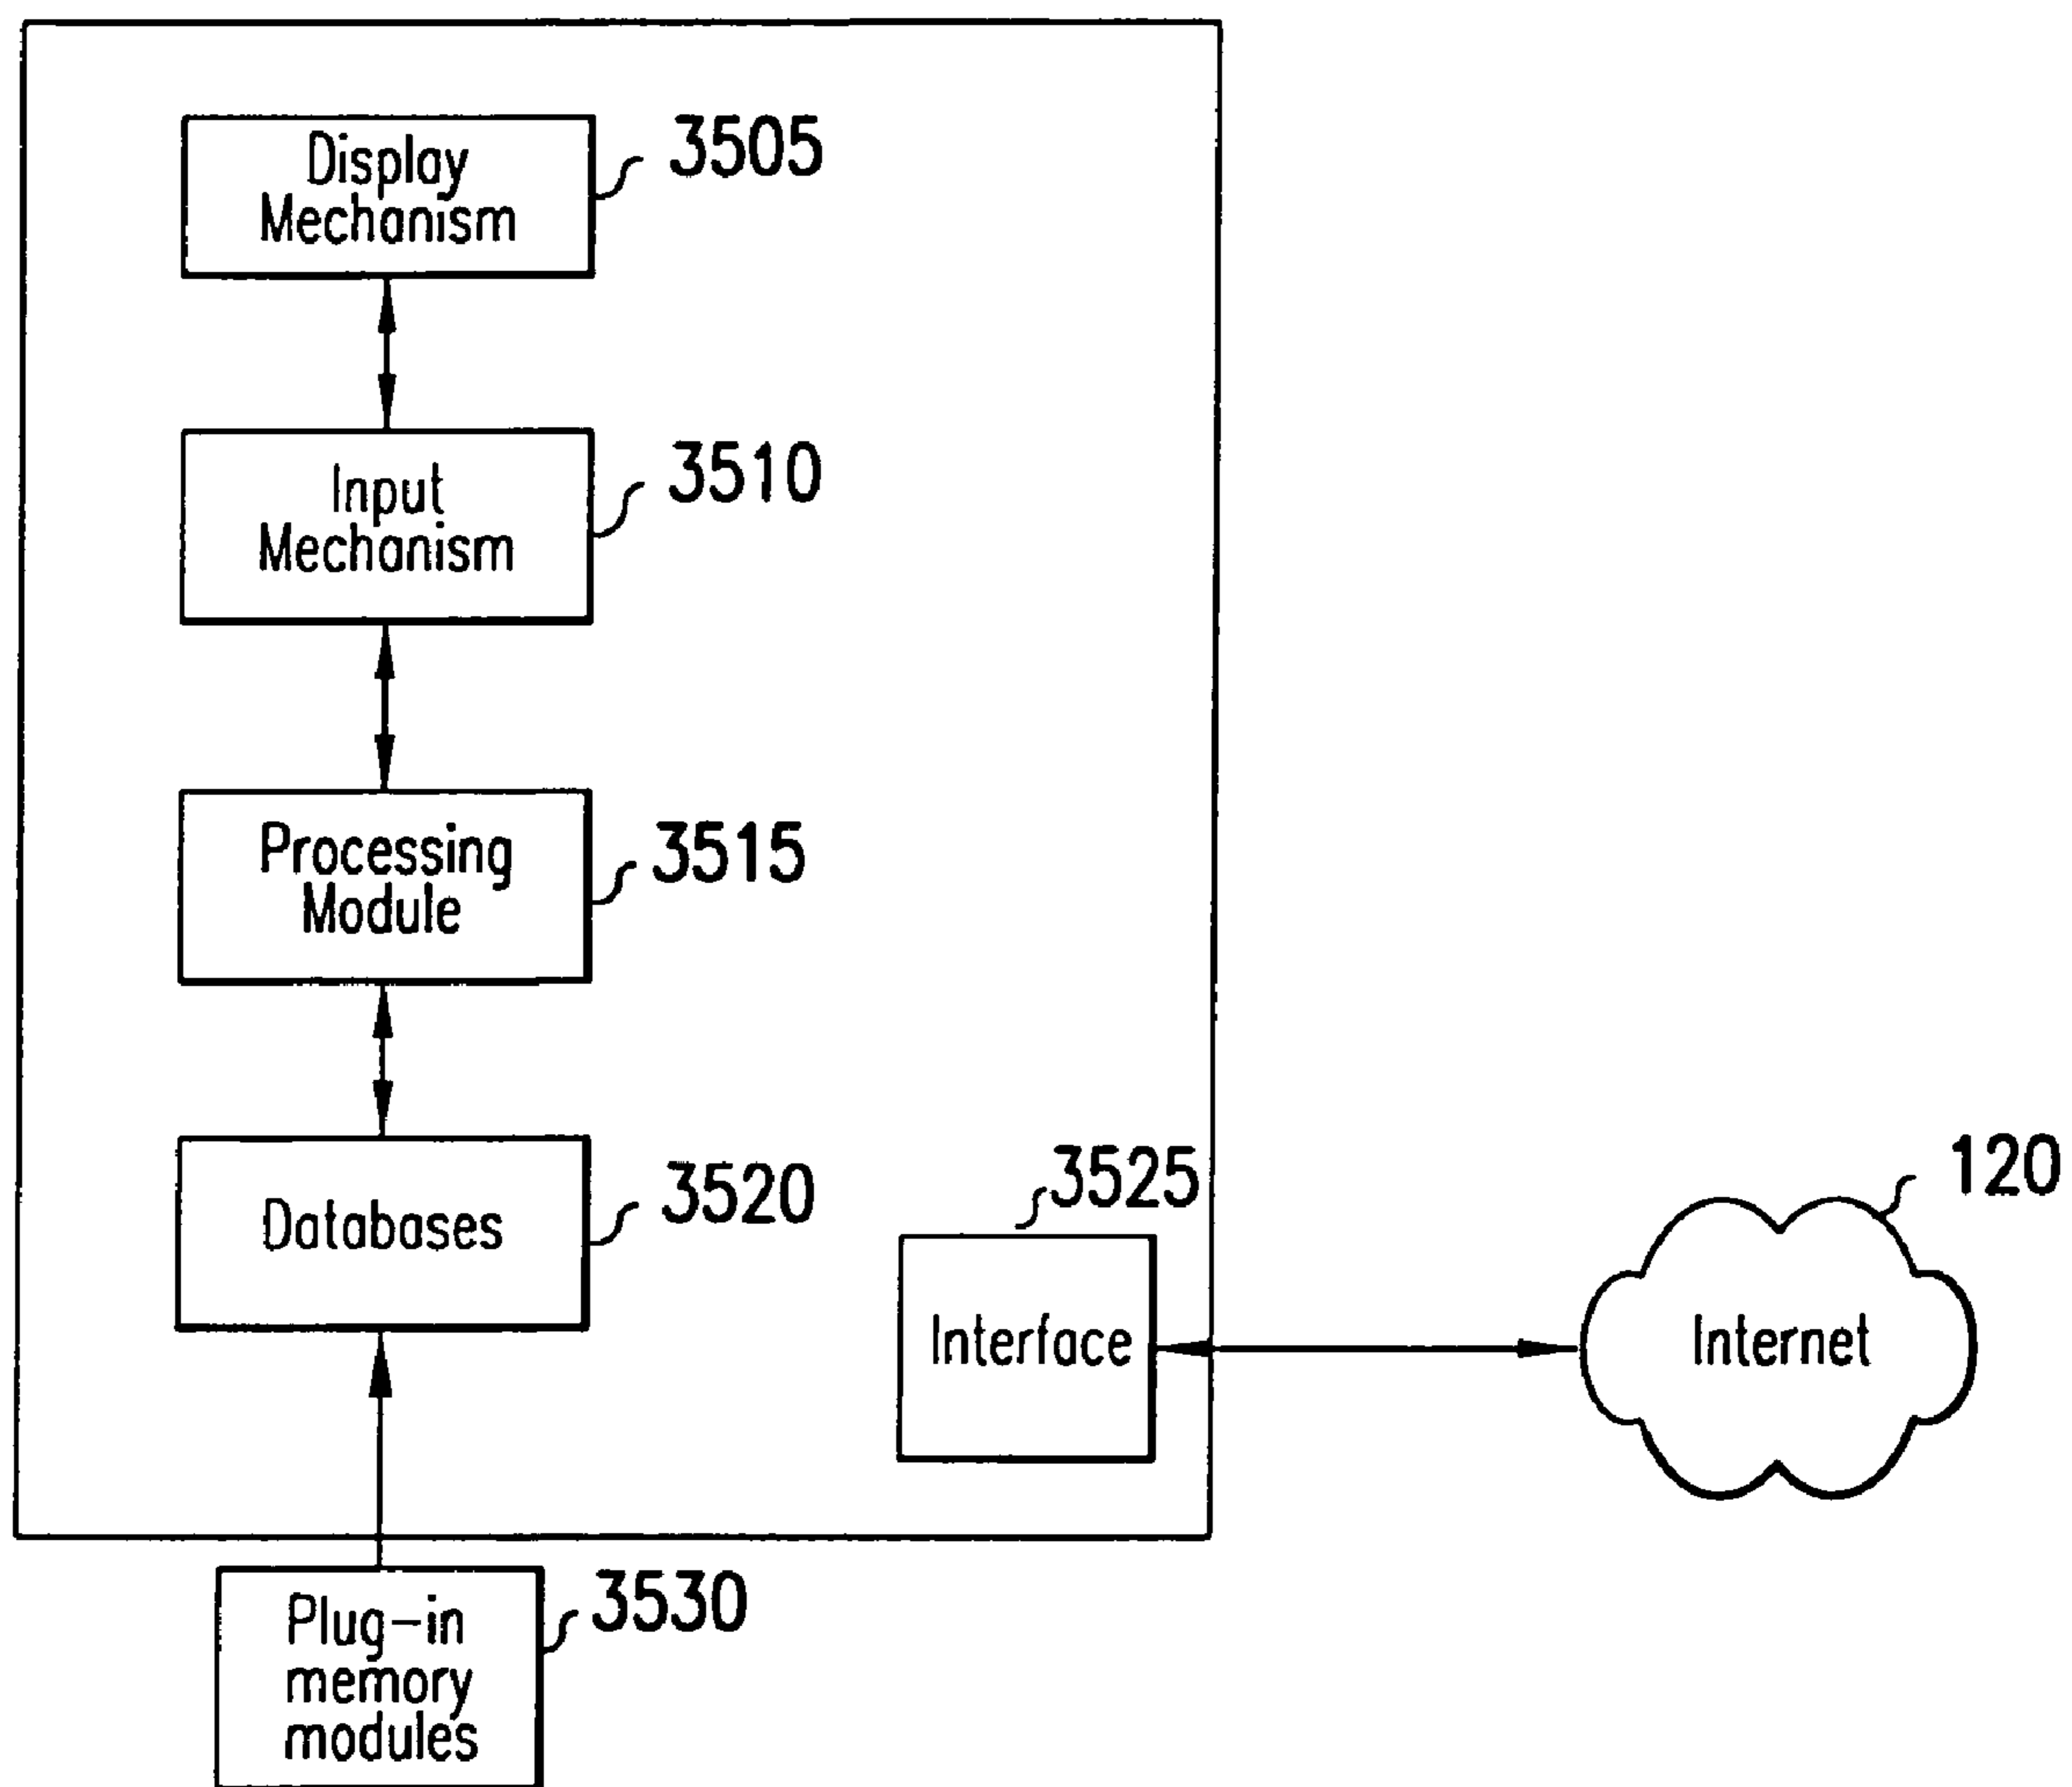 Display
Mechanism
3505
Input
Mechanism
3510
Processing
Module
3515
Databases
3520
3525
Interface
120
Internet
Plug-in
memory
modules
3530